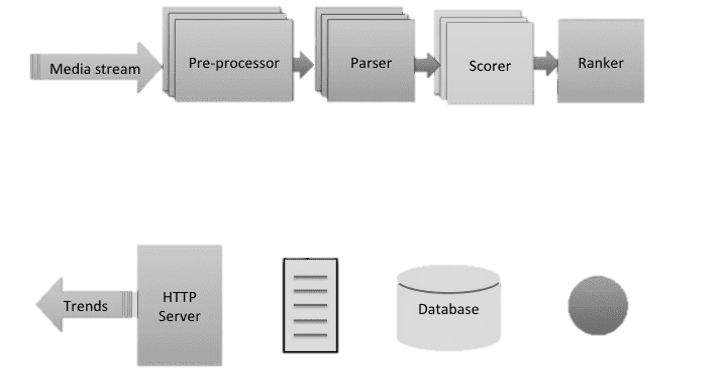 Media stream
Pre-processor
Parser
Scorer
Ranker
Trends
HTTP
Server
Database